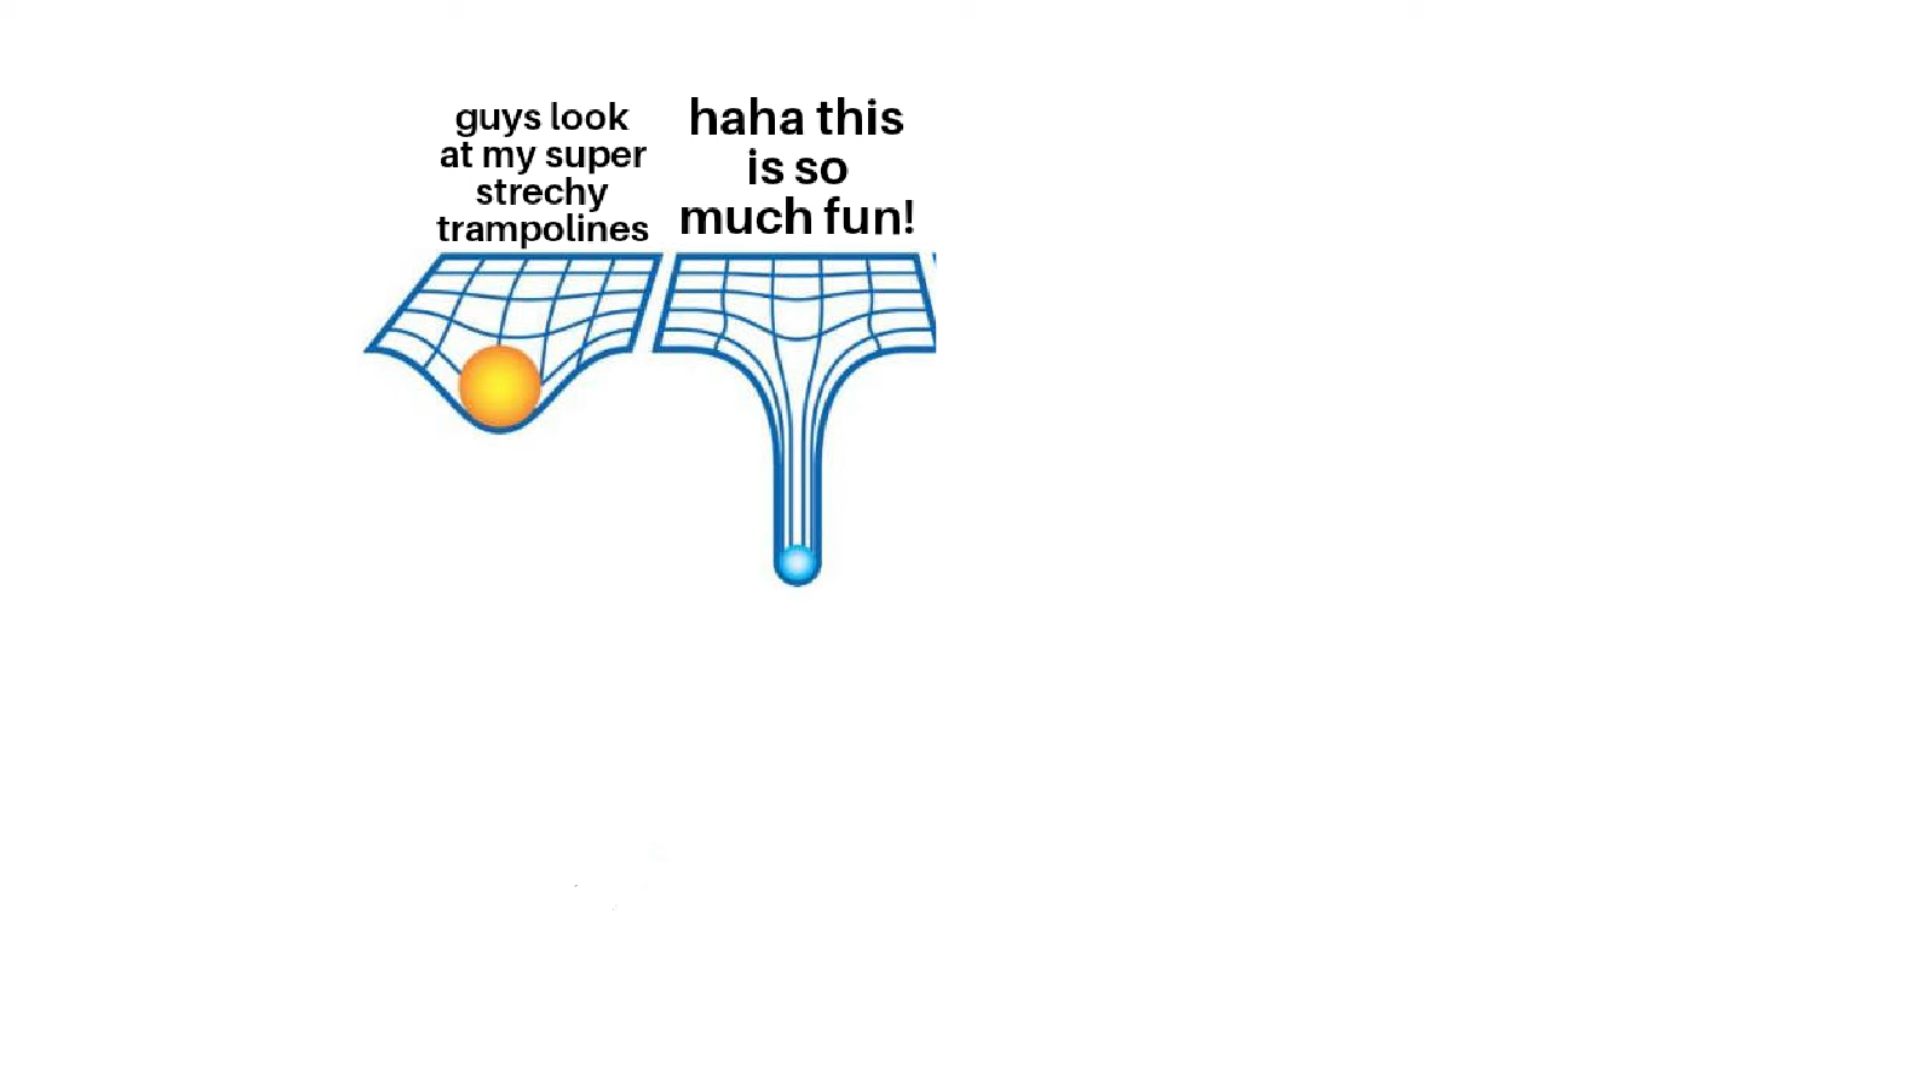 guys look
at my super
strechy
trampolines
haha this
is so
much fun!